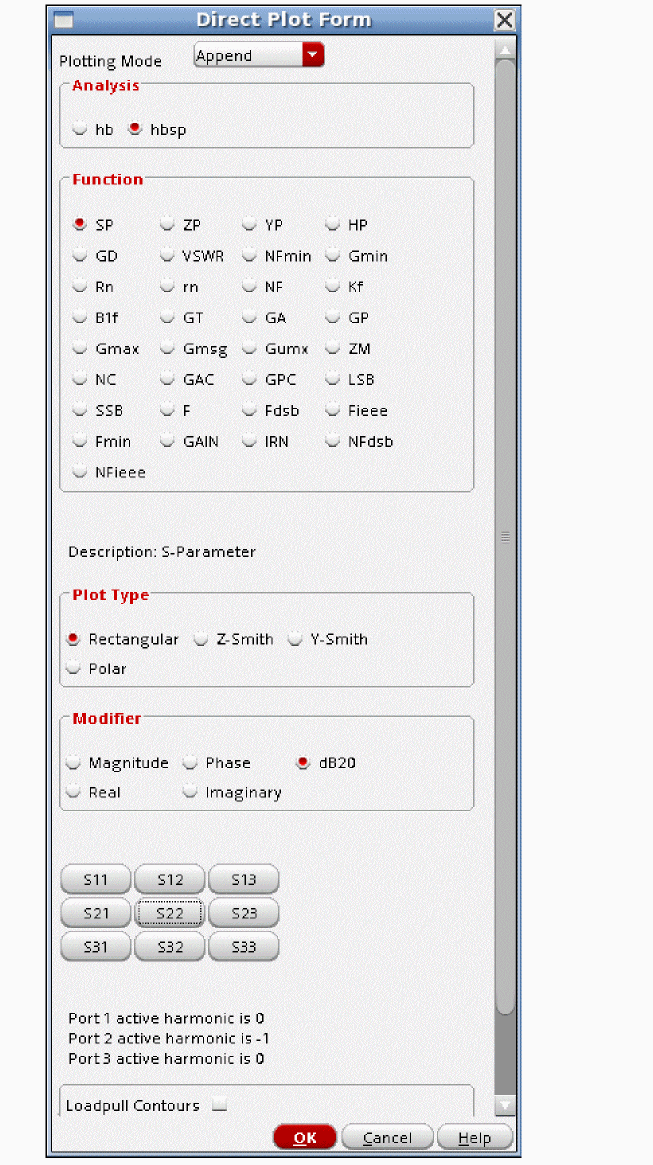 Direct Plot Form
Plotting Mode Append
Analysis
hb hbsp
Function
SP ZP YP HP
GD VSWR NFmin Gmin
Rn rn NF Kf
B1f GT GA GP
Gmax Gmsg Gumx ZM
NC GAC GPC LSB
SSB F Fdsb Fieee
Fmin GAIN IRN NFdsb
NFieee
Description: S-Parameter
Plot Type
Rectangular Z-Smith Y-Smith
Polar
Modifier
Magnitude Phase dB20
Real Imaginary
S11 S12 S13
S21 S22 S23
S31 S32 S33
Port 1 active harmonic is 0
Port 2 active harmonic is -1
Port 3 active harmonic is 0
Loadpull Contours
OK Cancel Help